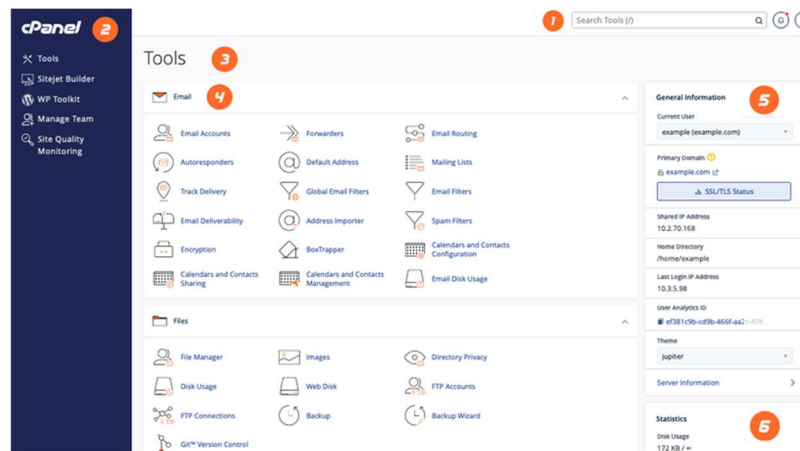 cPanel 2
1
Search Tools (/)
Tools
Sitejet Builder
WP Toolkit
Manage Team
Site Quality
Monitoring
Tools 3
Email 4
Email Accounts Forwarders Email Routing
Autoresponders Default Address Mailing Lists
Track Delivery Global Email Filters Email Filters
Email Deliverability Address Importer Spam Filters
Encryption BoxTrapper Calendars and Contacts
Configuration
Calendars and Contacts
Sharing
Calendars and Contacts
Management
Email Disk Usage
Files
File Manager Images Directory Privacy
Disk Usage Web Disk FTP Accounts
FTP Connections Backup Backup Wizard
Git™ Version Control
General Information 5
Current User
example (example.com)
Primary Domain
example.com
SSL/TLS Status
Shared IP Address
10.2.70.168
Home Directory
/home/example
Last Login IP Address
10.3.5.98
User Analytics ID
ef381c9b-cd9b-466f-aa2
Theme
jupiter
Server Information
Statistics 6
Disk Usage
172 KB / ∞